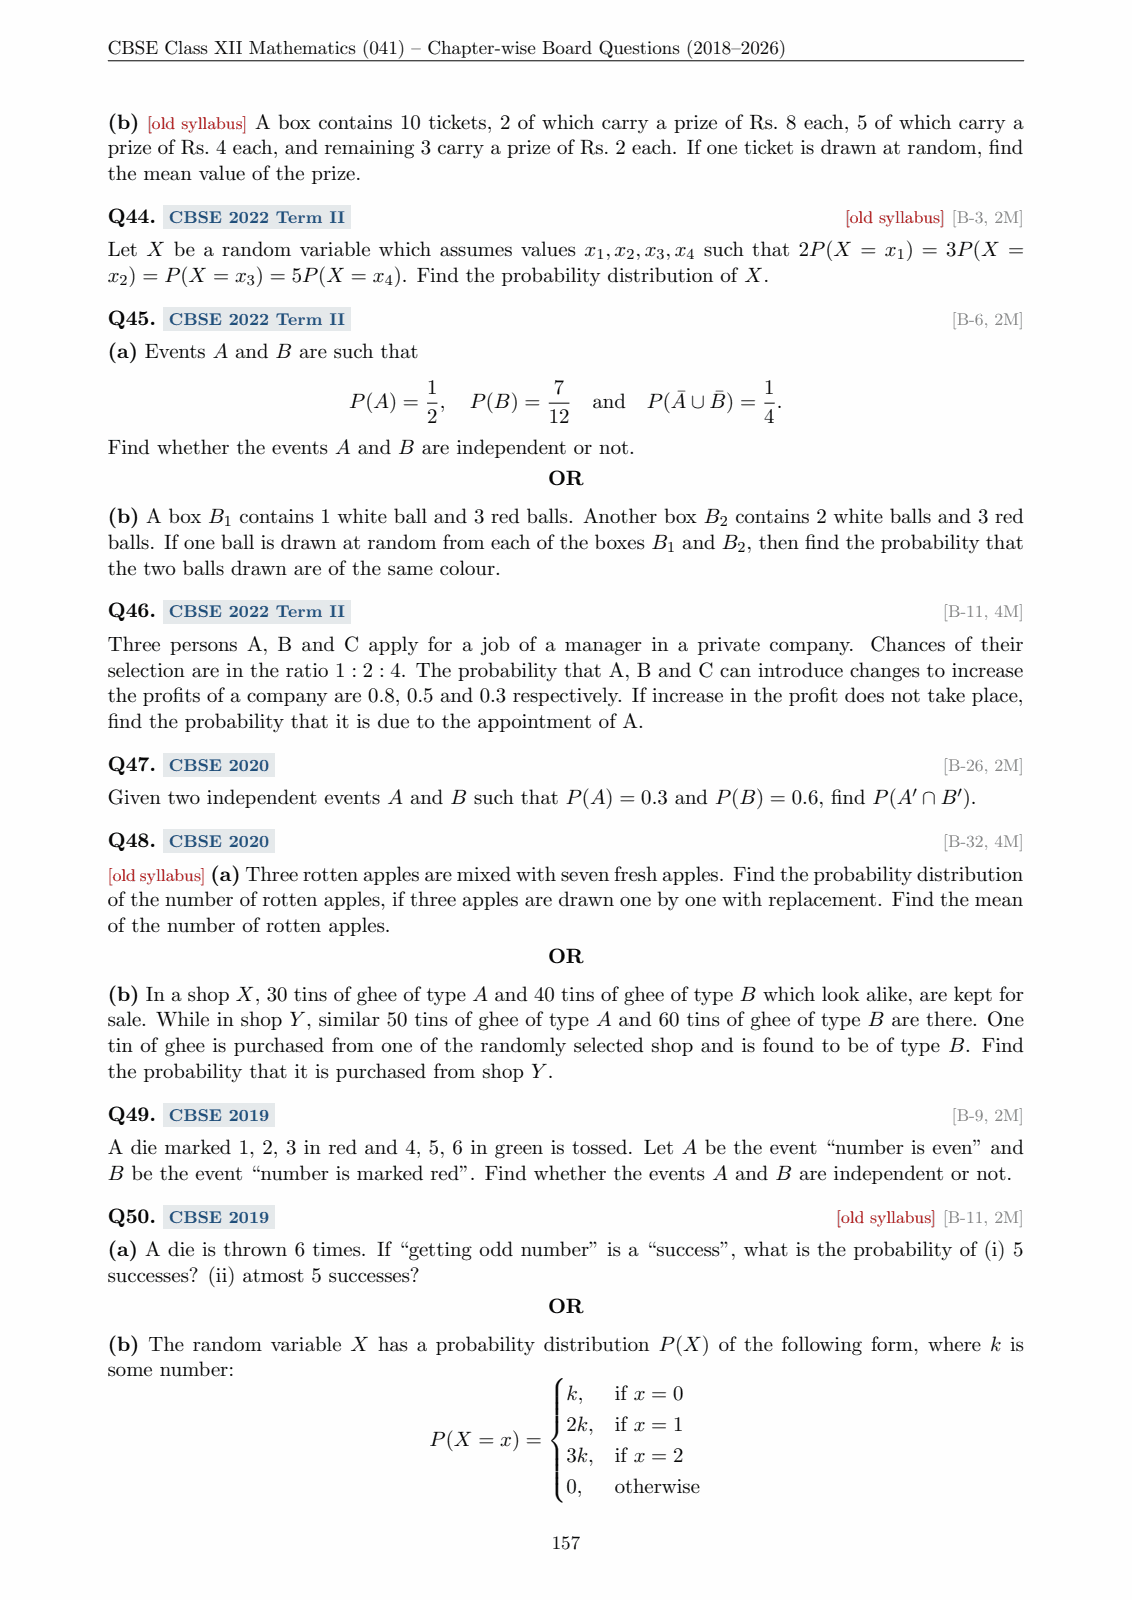 CBSE Class XII Mathematics (041) – Chapter-wise Board Questions (2018–2026)
(b) [old syllabus] A box contains 10 tickets, 2 of which carry a prize of Rs. 8 each, 5 of which carry a
prize of Rs. 4 each, and remaining 3 carry a prize of Rs. 2 each. If one ticket is drawn at random, find
the mean value of the prize.
Q44. CBSE 2022 Term II [old syllabus] [B-3, 2M]
Let X be a random variable which assumes values x₁, x₂, x₃, x₄ such that 2P(X = x₁) = 3P(X =
x₂) = P(X = x₃) = 5P(X = x₄). Find the probability distribution of X.
Q45. CBSE 2022 Term II [B-6, 2M]
(a) Events A and B are such that
P(A) = 1/2, P(B) = 7/12 and P(Ā ∪ B̄) = 1/4.
Find whether the events A and B are independent or not.
OR
(b) A box B₁ contains 1 white ball and 3 red balls. Another box B₂ contains 2 white balls and 3 red
balls. If one ball is drawn at random from each of the boxes B₁ and B₂, then find the probability that
the two balls drawn are of the same colour.
Q46. CBSE 2022 Term II [B-11, 4M]
Three persons A, B and C apply for a job of a manager in a private company. Chances of their
selection are in the ratio 1 : 2 : 4. The probability that A, B and C can introduce changes to increase
the profits of a company are 0.8, 0.5 and 0.3 respectively. If increase in the profit does not take place,
find the probability that it is due to the appointment of A.
Q47. CBSE 2020 [B-26, 2M]
Given two independent events A and B such that P(A) = 0.3 and P(B) = 0.6, find P(A′ ∩ B′).
Q48. CBSE 2020 [B-32, 4M]
[old syllabus] (a) Three rotten apples are mixed with seven fresh apples. Find the probability distribution
of the number of rotten apples, if three apples are drawn one by one with replacement. Find the mean
of the number of rotten apples.
OR
(b) In a shop X, 30 tins of ghee of type A and 40 tins of ghee of type B which look alike, are kept for
sale. While in shop Y, similar 50 tins of ghee of type A and 60 tins of ghee of type B are there. One
tin of ghee is purchased from one of the randomly selected shop and is found to be of type B. Find
the probability that it is purchased from shop Y.
Q49. CBSE 2019 [B-9, 2M]
A die marked 1, 2, 3 in red and 4, 5, 6 in green is tossed. Let A be the event “number is even” and
B be the event “number is marked red”. Find whether the events A and B are independent or not.
Q50. CBSE 2019 [old syllabus] [B-11, 2M]
(a) A die is thrown 6 times. If “getting odd number” is a “success”, what is the probability of (i) 5
successes? (ii) atmost 5 successes?
OR
(b) The random variable X has a probability distribution P(X) of the following form, where k is
some number:
P(X = x) = { k, if x = 0
2k, if x = 1
3k, if x = 2
0, otherwise
157